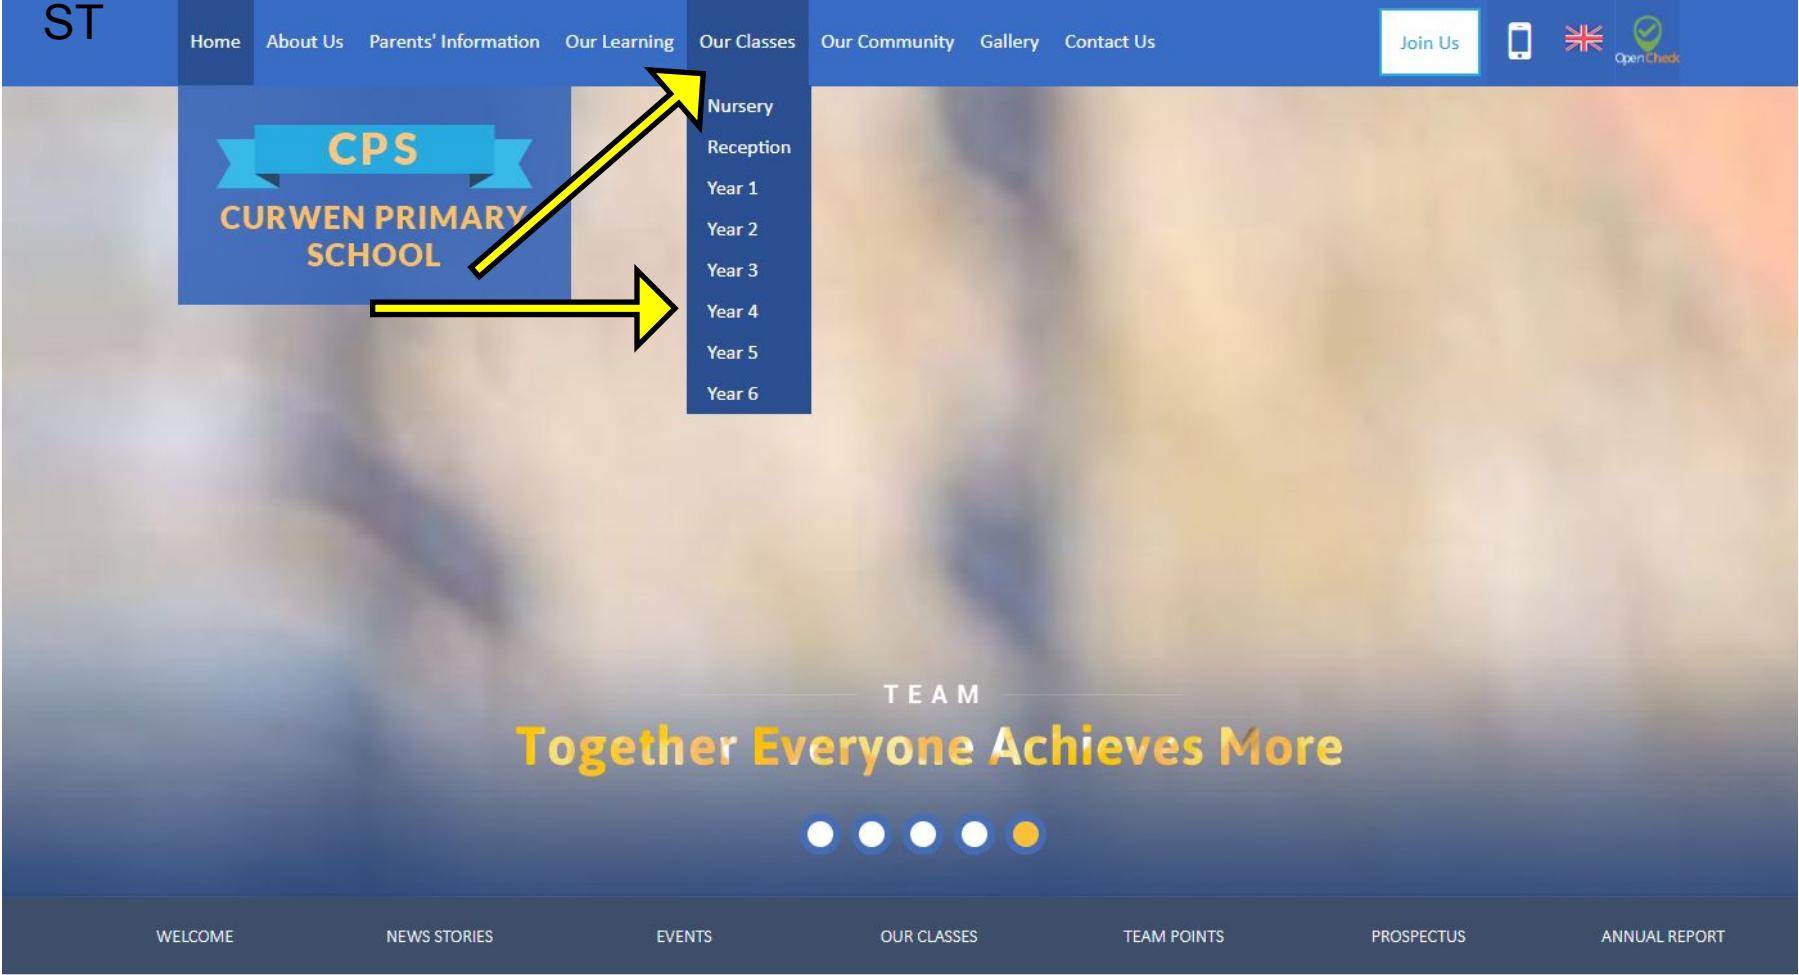 ST
Home About Us Parents' Information Our Learning Our Classes Our Community Gallery Contact Us Join Us
OpenCheck
CPS
CURWEN PRIMARY
SCHOOL
Nursery
Reception
Year 1
Year 2
Year 3
Year 4
Year 5
Year 6
TEAM
Together Everyone Achieves More
WELCOME NEWS STORIES EVENTS OUR CLASSES TEAM POINTS PROSPECTUS ANNUAL REPORT